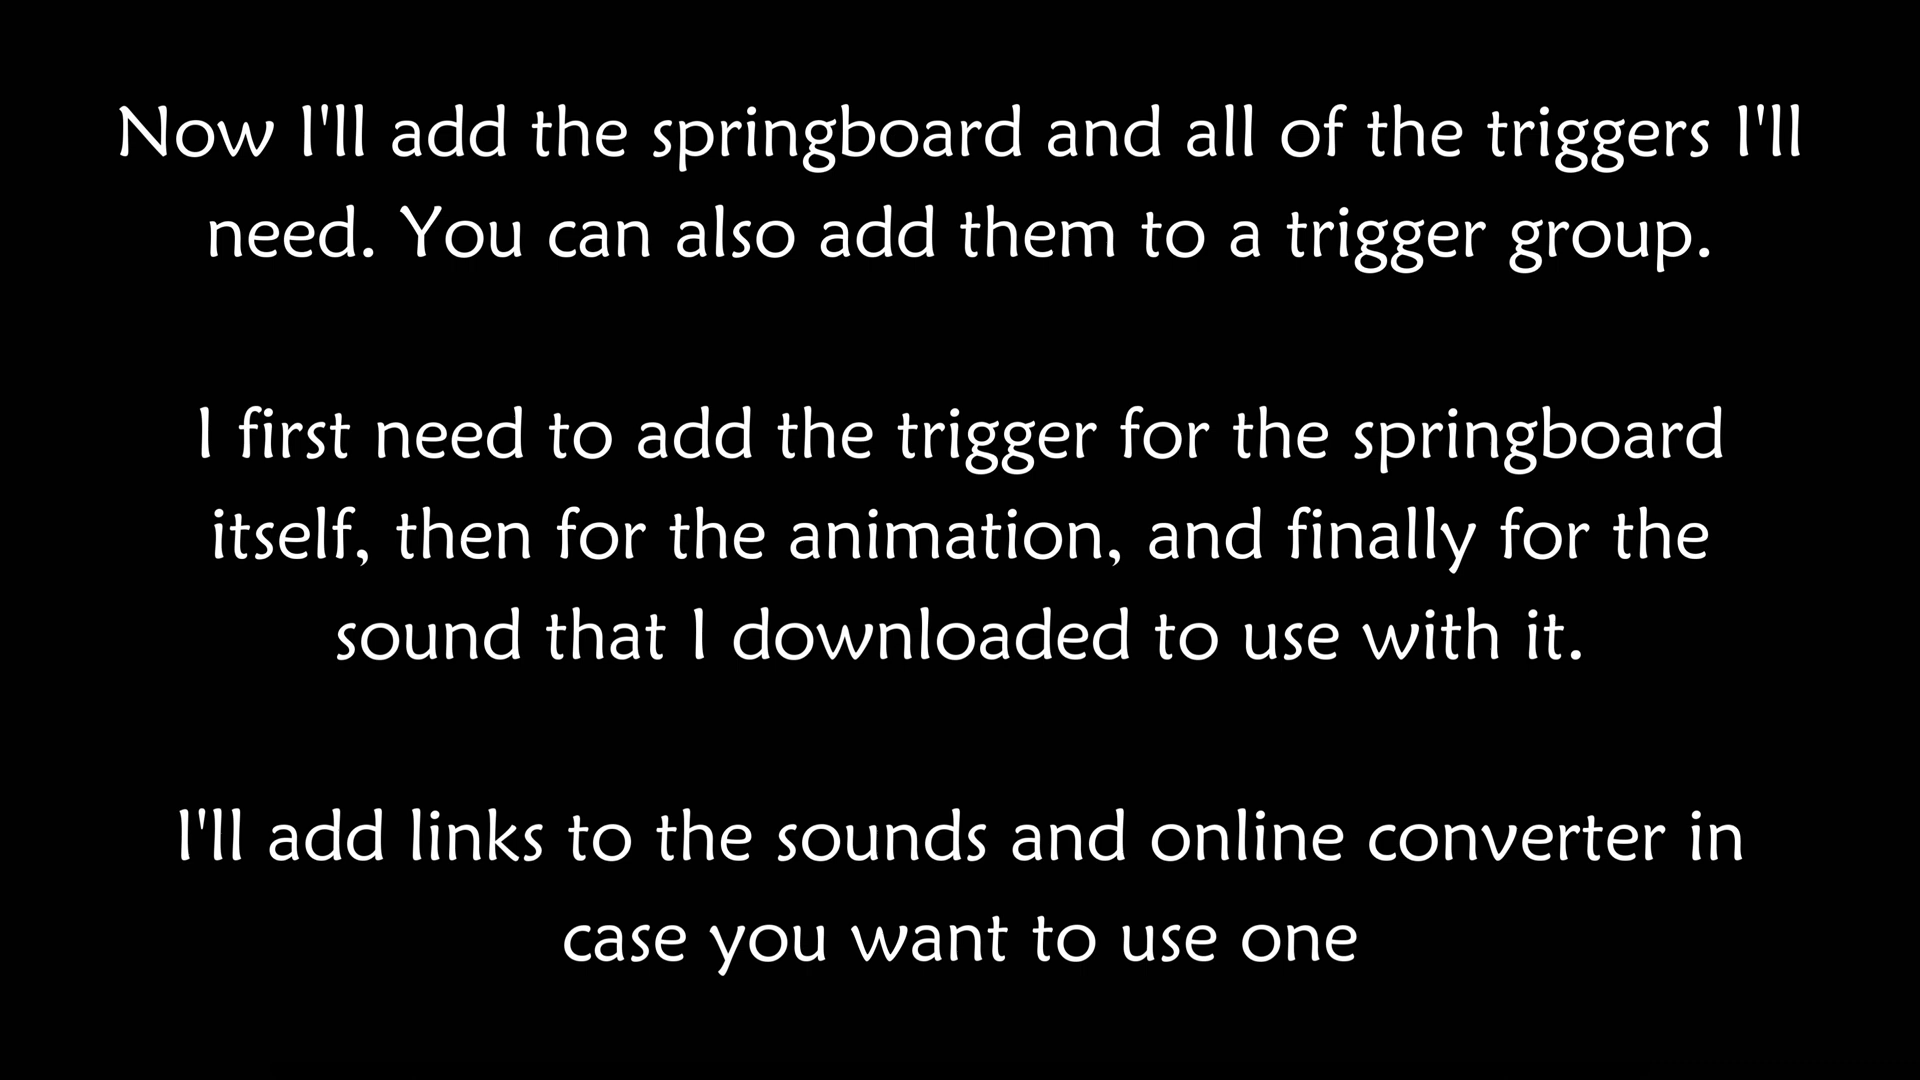 Now I'll add the springboard and all of the triggers I'll
need. You can also add them to a trigger group.
I first need to add the trigger for the springboard
itself, then for the animation, and finally for the
sound that I downloaded to use with it.
I'll add links to the sounds and online converter in
case you want to use one